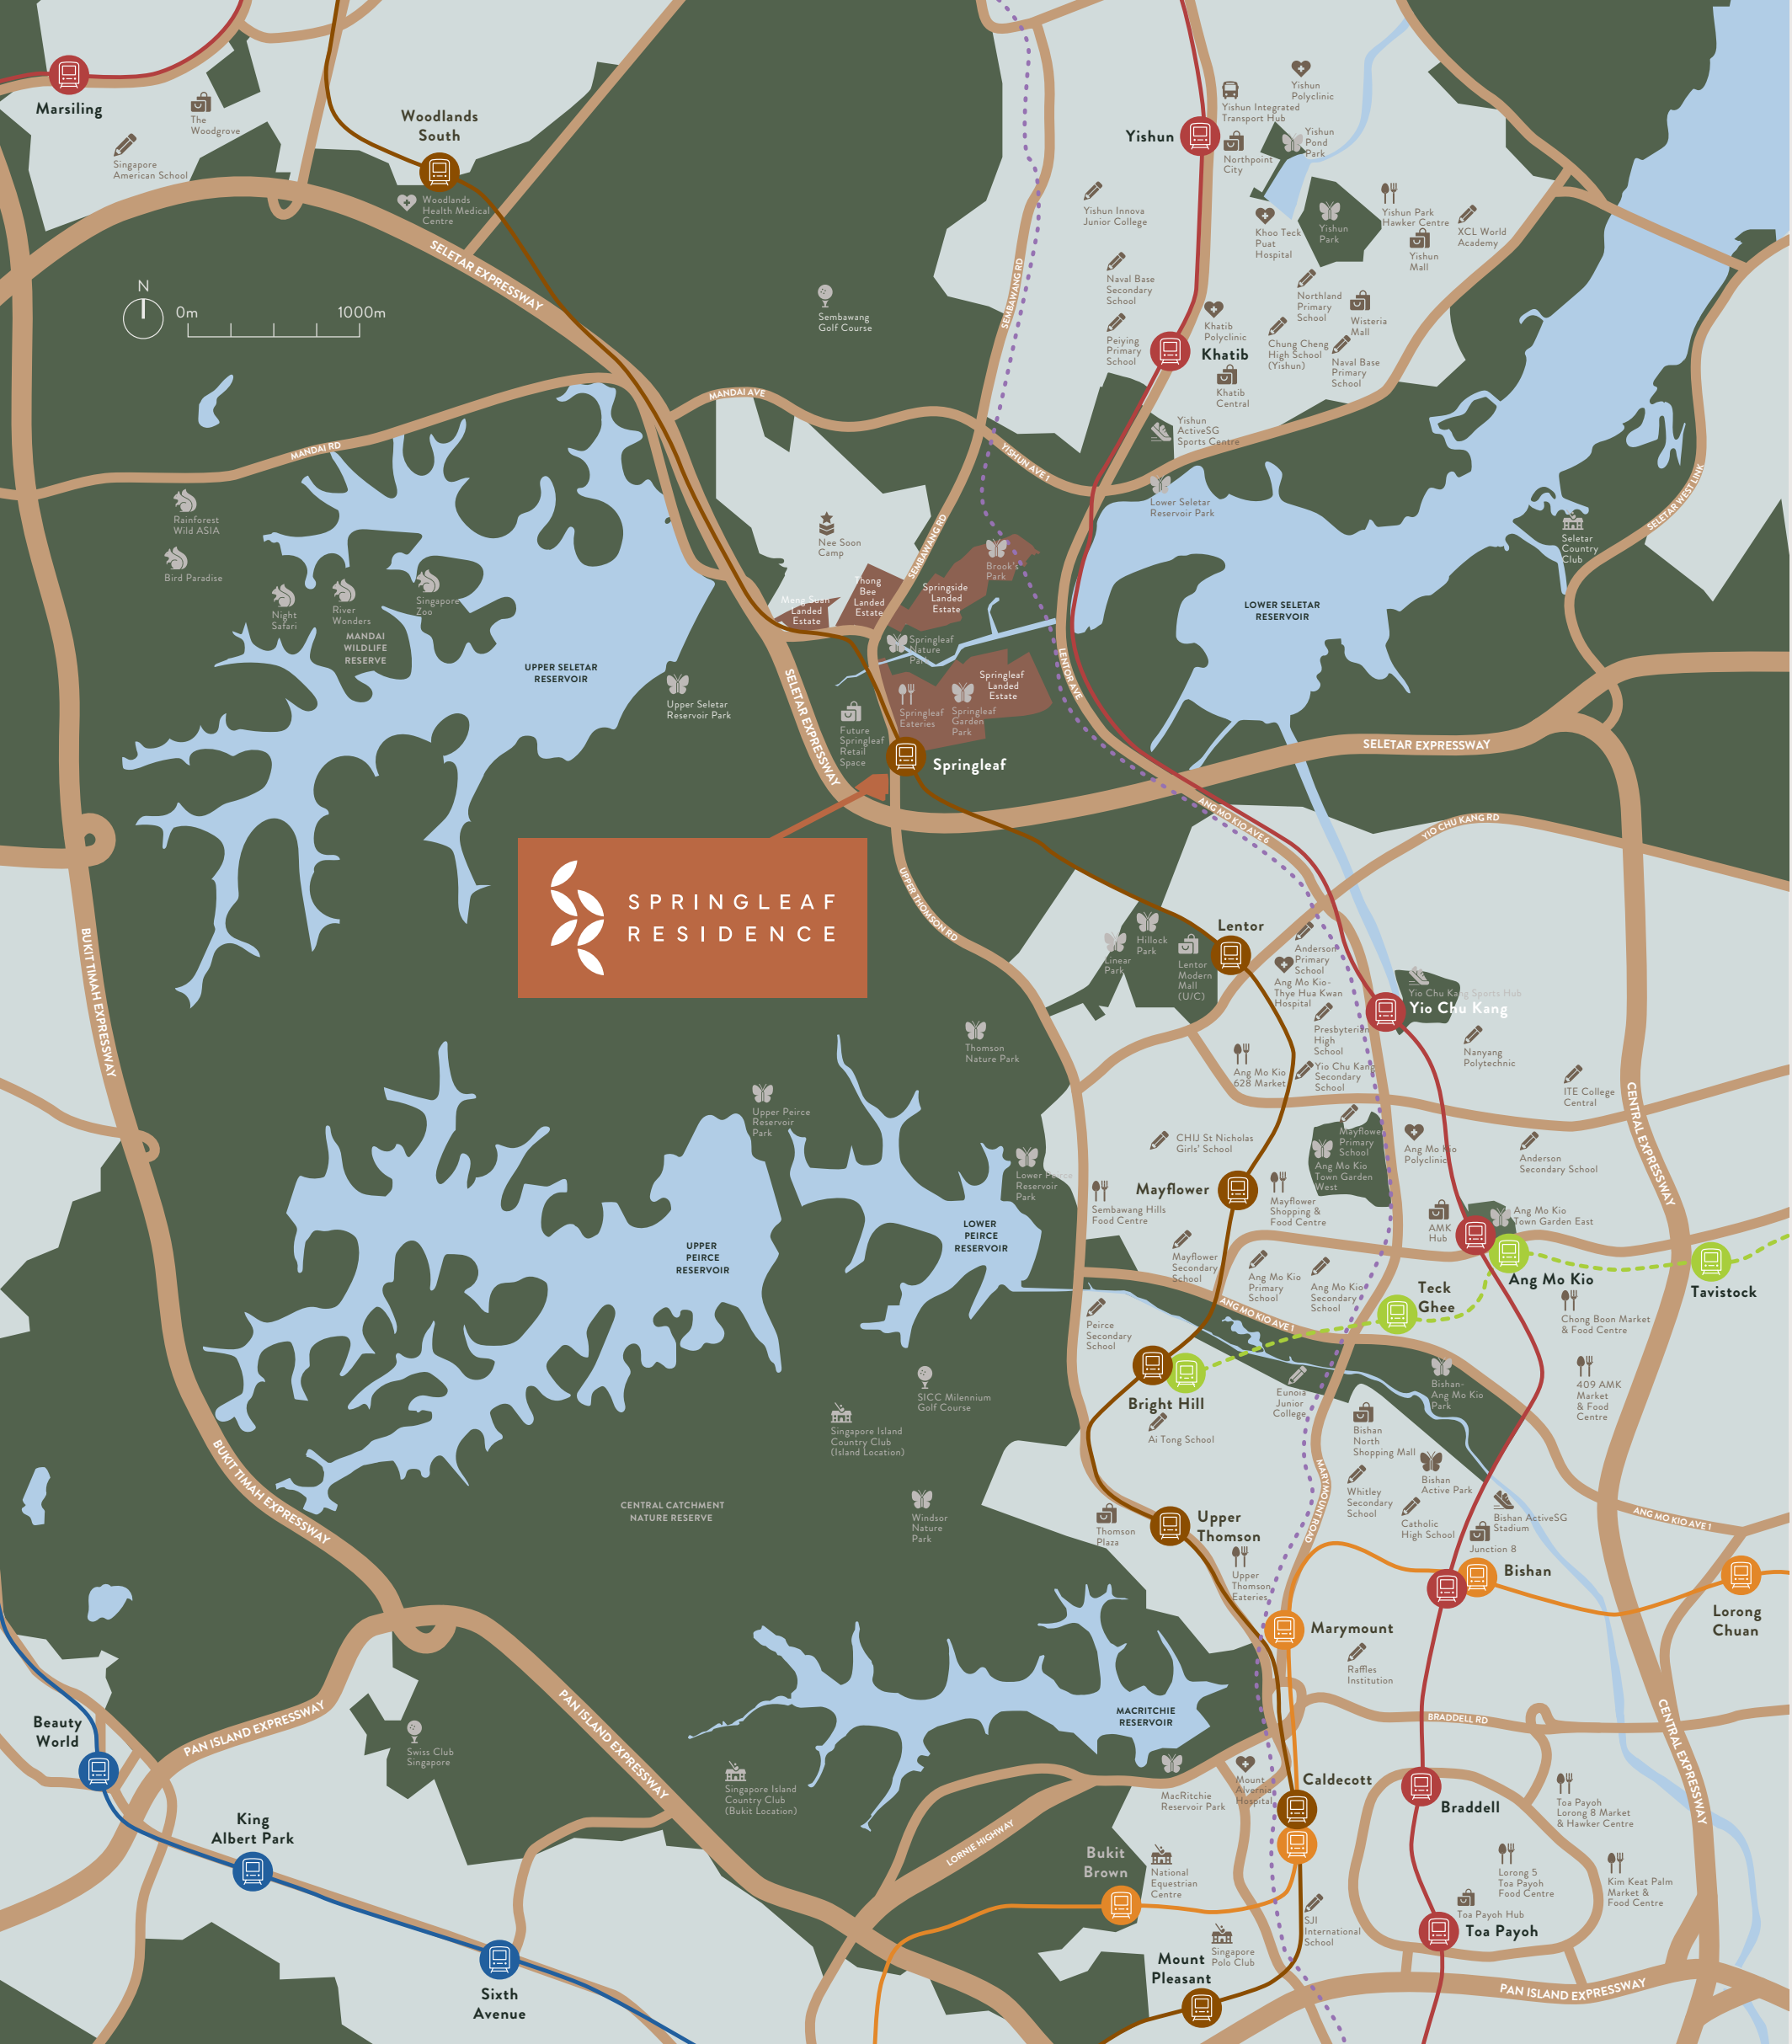 Marsiling
The
Woodgrove
Singapore
American School
Woodlands
South
Woodlands
Health Medical
Centre
SELETAR EXPRESSWAY
N
0m
1000m
Sembawang
Golf Course
SEMBAWANG RD
Yishun
Yishun
Polyclinic
Yishun Integrated
Transport Hub
Northpoint
City
Yishun
Pond
Park
Yishun Innova
Junior College
Khoo Teck
Puat
Hospital
Yishun
Park
Yishun Park
Hawker Centre
XCL World
Academy
Yishun
Mall
Naval Base
Secondary
School
Northland
Primary
School
Wisteria
Mall
Peiying
Primary
School
Khatib
Polyclinic
Khatib
Chung Cheng
High School
(Yishun)
Naval Base
Primary
School
Khatib
Central
Yishun
ActiveSG
Sports Centre
MANDAI AVE
MANDAI RD
YISHUN AVE 1
Lower Seletar
Reservoir Park
SELETAR WEST LINK
Seletar
Country
Club
Rainforest
Wild ASIA
Bird Paradise
Night
Safari
River
Wonders
Singapore
Zoo
MANDAI
WILDLIFE
RESERVE
UPPER SELETAR
RESERVOIR
Upper Seletar
Reservoir Park
Nee Soon
Camp
SEMBAWANG RD
Brook's
Park
Meng Suan
Landed
Estate
Thong
Bee
Landed
Estate
Springside
Landed
Estate
LOWER SELETAR
RESERVOIR
Springleaf
Nature
Park
Springleaf
Landed
Estate
LENTOR AVE
SELETAR EXPRESSWAY
Springleaf
Eateries
Springleaf
Garden
Park
Future
Springleaf
Retail
Space
Springleaf
SELETAR EXPRESSWAY
ANG MO KIO AVE 6
YIO CHU KANG RD
SPRINGLEAF
RESIDENCE
UPPER THOMSON RD
BUKIT TIMAH EXPRESSWAY
Lentor
Hillock
Park
Linear
Park
Lentor
Modern
Mall
(U/C)
Anderson
Primary
School
Ang Mo Kio-
Thye Hua Kwan
Hospital
Yio Chu Kang Sports Hub
Yio Chu Kang
Presbyterian
High
School
Nanyang
Polytechnic
Thomson
Nature Park
Ang Mo Kio
628 Market
Yio Chu Kang
Secondary
School
ITE College
Central
CENTRAL EXPRESSWAY
Upper Peirce
Reservoir
Park
CHIJ St Nicholas
Girls' School
Mayflower
Primary
School
Ang Mo Kio
Town Garden
West
Ang Mo Kio
Polyclinic
Anderson
Secondary School
Lower Peirce
Reservoir
Park
Mayflower
Sembawang Hills
Food Centre
Mayflower
Shopping &
Food Centre
AMK
Hub
Ang Mo Kio
Town Garden East
UPPER
PEIRCE
RESERVOIR
LOWER
PEIRCE
RESERVOIR
Mayflower
Secondary
School
Ang Mo Kio
Primary
School
Ang Mo Kio
Secondary
School
Ang Mo Kio
Tavistock
Teck
Ghee
ANG MO KIO AVE 1
Chong Boon Market
& Food Centre
Peirce
Secondary
School
Bright Hill
Ai Tong School
Eunoia
Junior
College
Bishan-
Ang Mo Kio
Park
409 AMK
Market
& Food
Centre
SICC Milennium
Golf Course
Singapore Island
Country Club
(Island Location)
Bishan
North
Shopping Mall
Bishan
Active Park
Whitley
Secondary
School
Catholic
High School
Bishan ActiveSG
Stadium
Junction 8
MARYMOUNT ROAD
ANG MO KIO AVE 1
BUKIT TIMAH EXPRESSWAY
CENTRAL CATCHMENT
NATURE RESERVE
Windsor
Nature
Park
Thomson
Plaza
Upper
Thomson
Upper
Thomson
Eateries
Bishan
Lorong
Chuan
Marymount
Raffles
Institution
MACRITCHIE
RESERVOIR
BRADDELL RD
CENTRAL EXPRESSWAY
Beauty
World
PAN ISLAND EXPRESSWAY
PAN ISLAND EXPRESSWAY
Swiss Club
Singapore
Singapore Island
Country Club
(Bukit Location)
MacRitchie
Reservoir Park
Mount
Alvernia
Hospital
Caldecott
Braddell
Toa Payoh
Lorong 8 Market
& Hawker Centre
King
Albert Park
LORNIE HIGHWAY
Bukit
Brown
National
Equestrian
Centre
Lorong 5
Toa Payoh
Food Centre
Kim Keat Palm
Market &
Food Centre
SJI
International
School
Toa Payoh Hub
Toa Payoh
Singapore
Polo Club
Mount
Pleasant
PAN ISLAND EXPRESSWAY
Sixth
Avenue